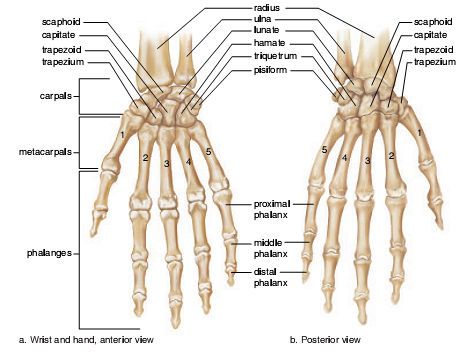 radius
ulna
lunate
hamate
triquetrum
pisiform
scaphoid
capitate
trapezoid
trapezium
carpals
metacarpals
phalanges
1
2
3
4
5
scaphoid
capitate
trapezoid
trapezium
5
4
3
2
1
proximal
phalanx
middle
phalanx
distal
phalanx
a. Wrist and hand, anterior view
b. Posterior view